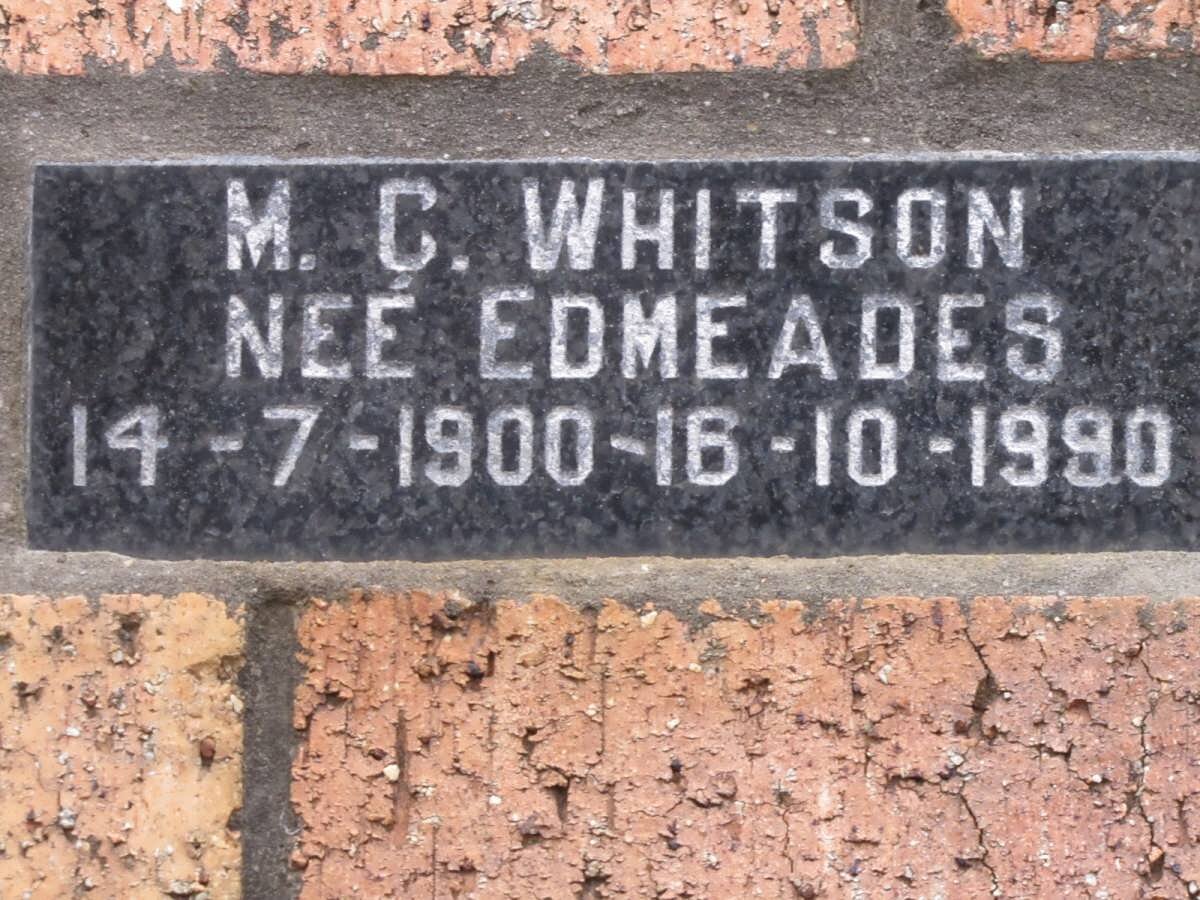 M. C. WHITSON
NEÉ EDMEADES
14-7-1900-16-10-1990